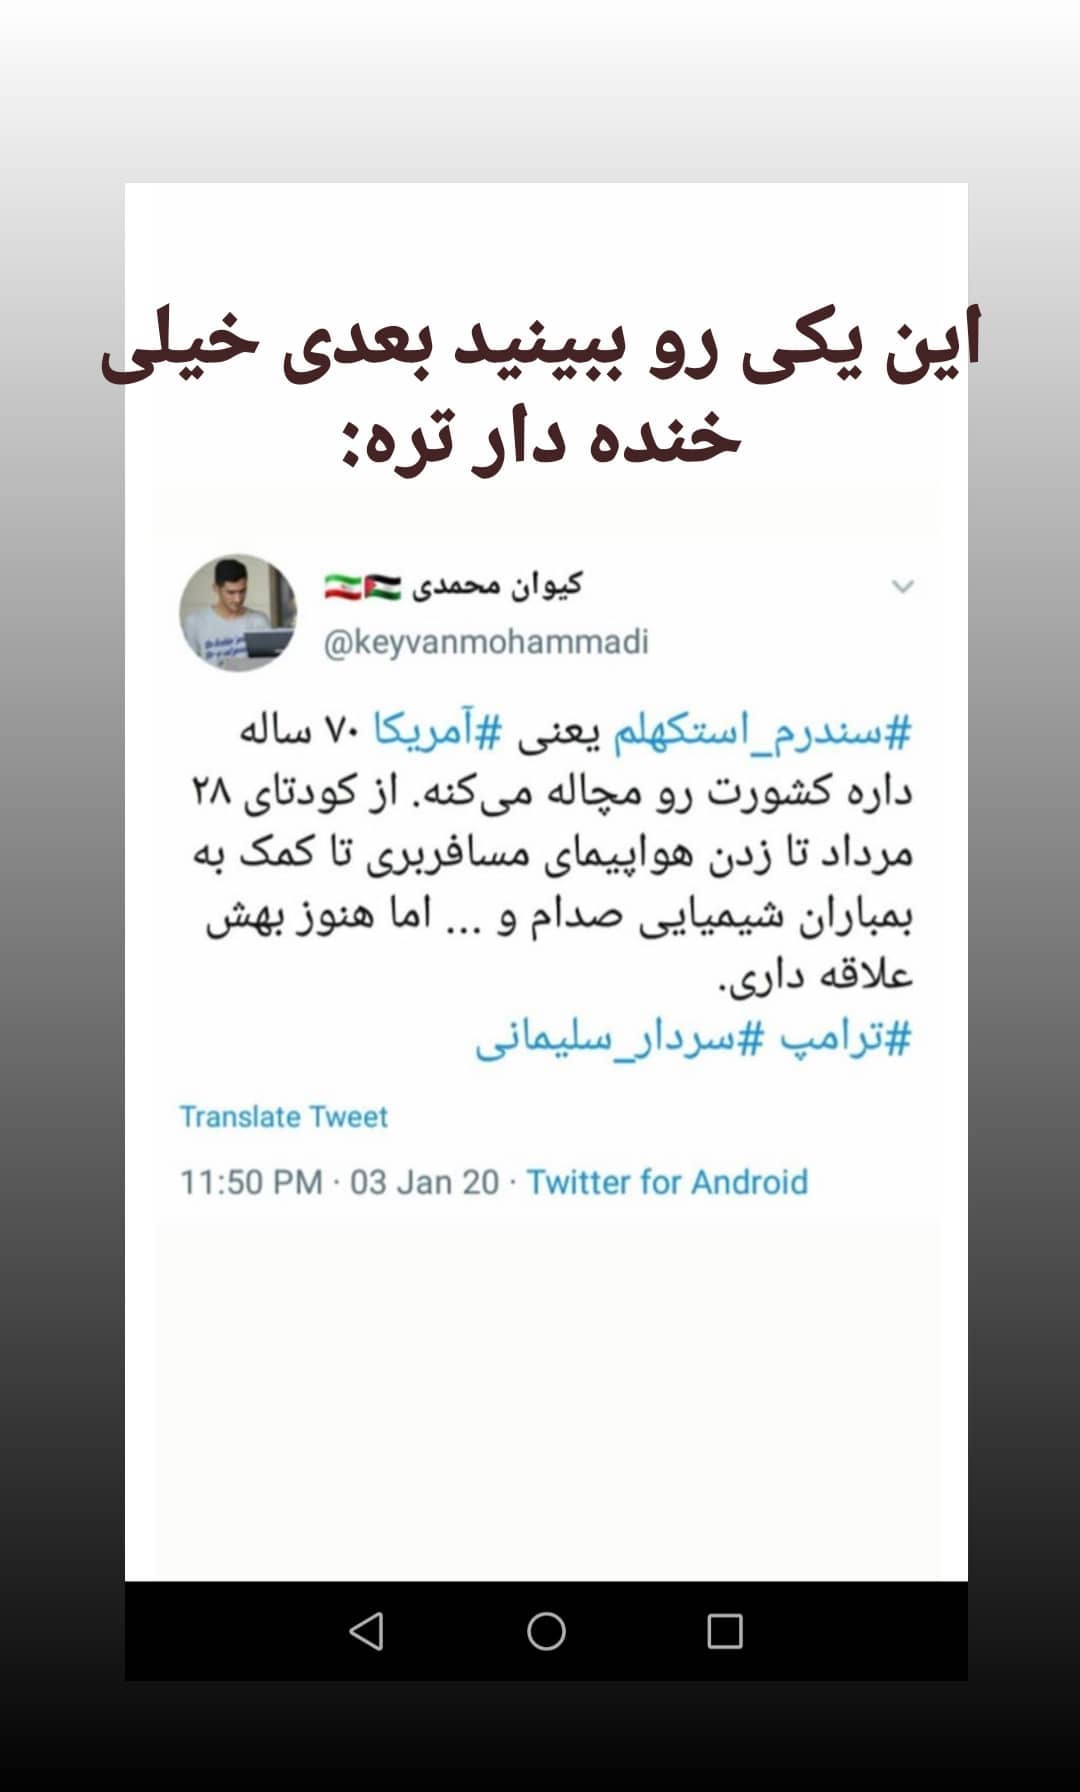 این یکی رو ببینید بعدی خیلی
خنده دار تره:
کیوان محمدی 🇵🇸🇮🇷
@keyvanmohammadi
#سندرم_استکهلم یعنی #آمریکا ۷۰ ساله
داره کشورت رو مچاله می‌کنه. از کودتای ۲۸
مرداد تا زدن هواپیمای مسافربری تا کمک به
بمباران شیمیایی صدام و ... اما هنوز بهش
علاقه داری.
#ترامپ #سردار_سلیمانی
Translate Tweet
11:50 PM · 03 Jan 20 · Twitter for Android